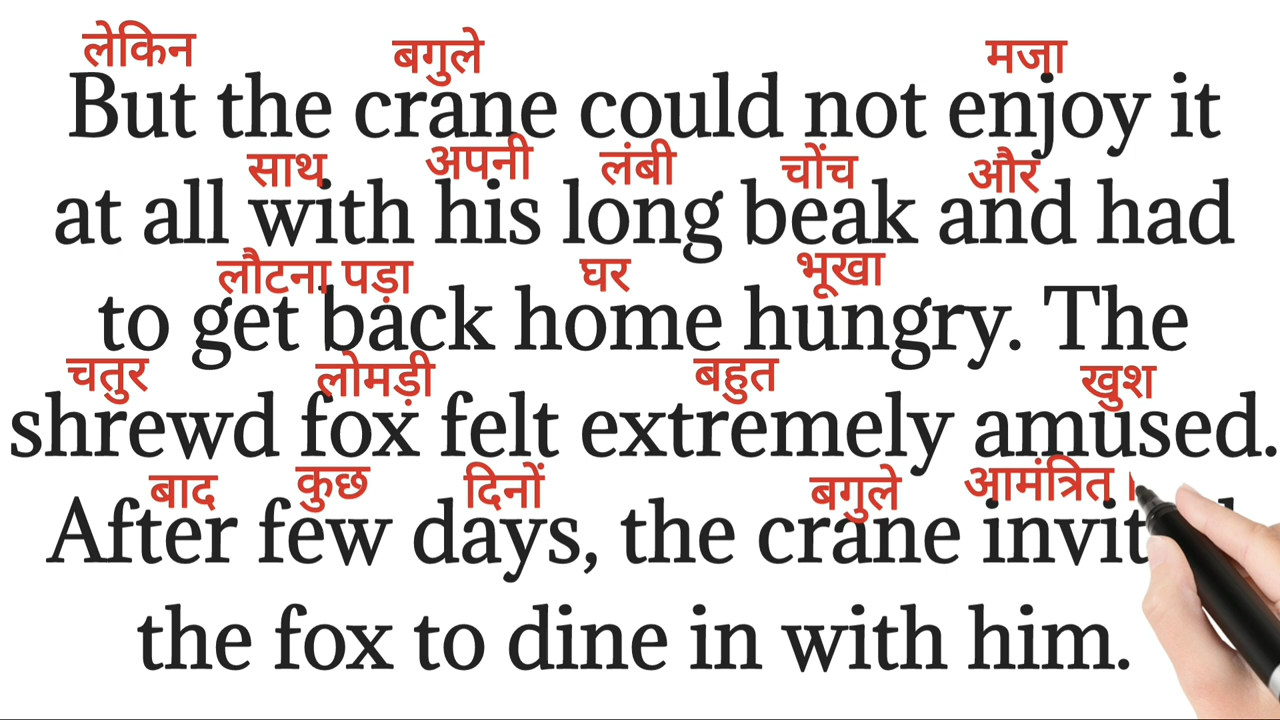 लेकिन बगुले मजा
But the crane could not enjoy it
साथ अपनी लंबी चोंच और
at all with his long beak and had
लौटना पड़ा घर भूखा
to get back home hungry. The
चतुर लोमड़ी बहुत खुश
shrewd fox felt extremely amused.
बाद कुछ दिनों बगुले आमंत्रित
After few days, the crane
the fox to dine in with him.